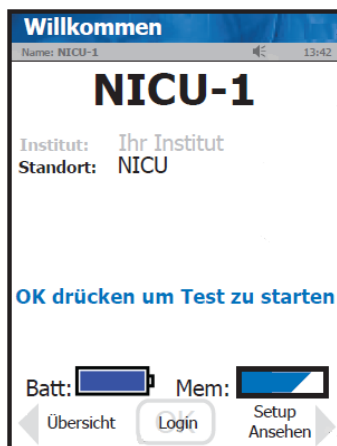 Willkommen
Name: NICU-1 13:42
NICU-1
Institut: Ihr Institut
Standort: NICU
OK drücken um Test zu starten
Batt: Mem:
Übersicht Login Setup Ansehen